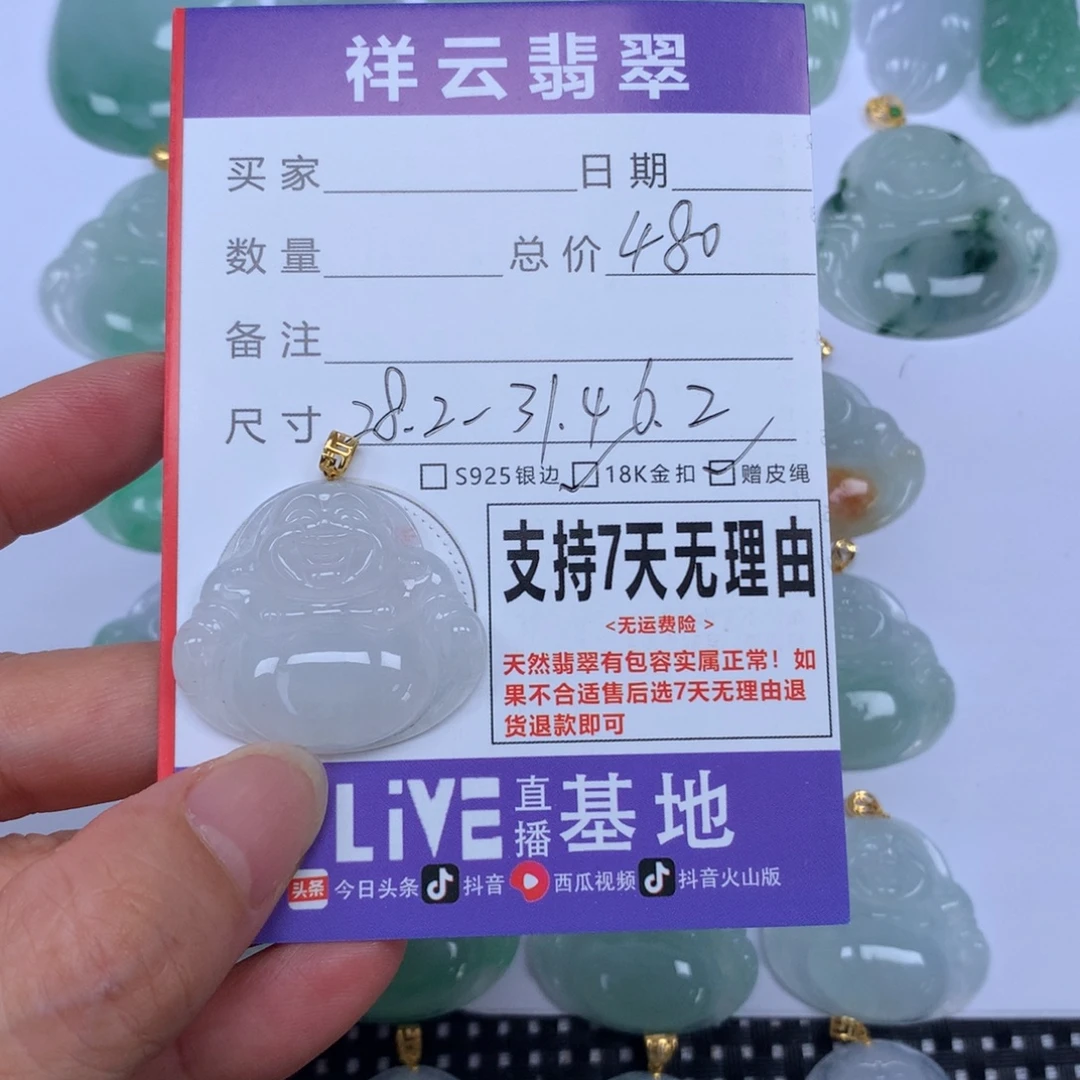 祥云翡翠
买家 日期
数量 总价 480
备注
尺寸 28.2-31.4 6.2
S925银边 18K金扣 赠皮绳
支持7天无理由
<无运费险>
天然翡翠有包容实属正常！如
果不合适售后选7天无理由退
货退款即可
LiVE 直播 基地
头条 今日头条 抖音 西瓜视频 抖音火山版